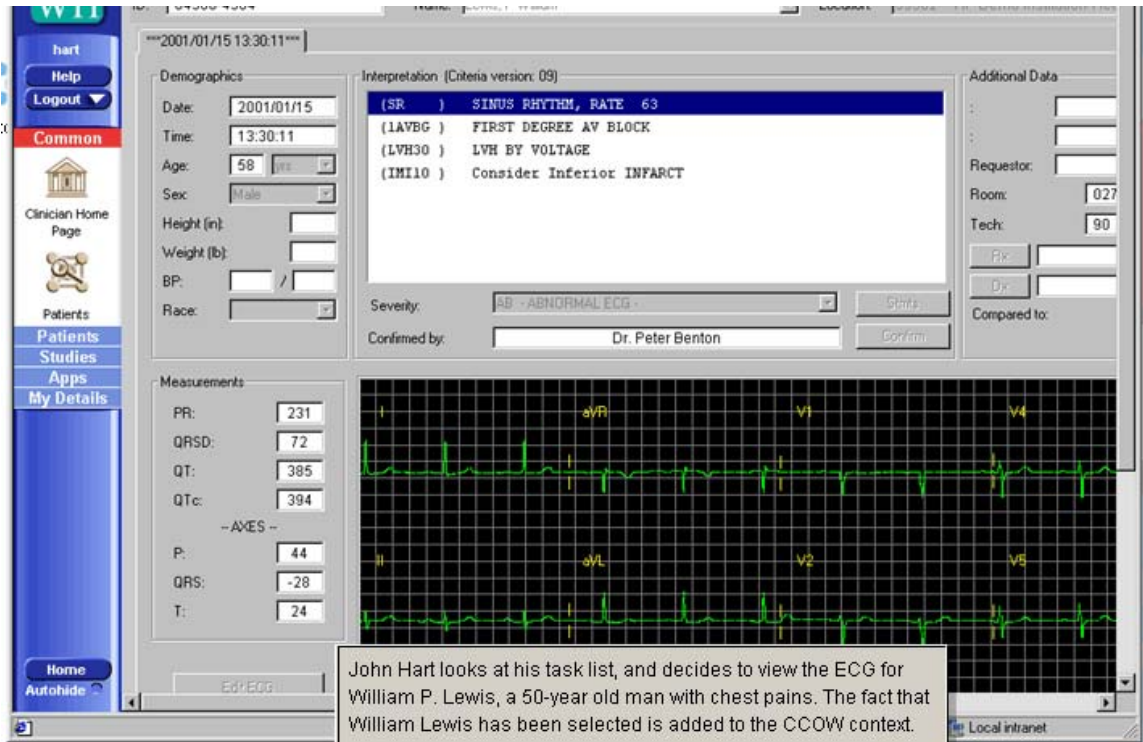 WTI
hart
Help
Logout
Common
Clinician Home
Page
Patients
Patients
Studies
Apps
My Details
Home
Autohide
***2001/01/15 13:30:11***
Demographics
Date: 2001/01/15
Time: 13:30:11
Age: 58 yrs
Sex: Male
Height (in):
Weight (lb):
BP: /
Race:
Interpretation (Criteria version: 09)
(SR ) SINUS RHYTHM, RATE 63
(1AVBG ) FIRST DEGREE AV BLOCK
(LVH30 ) LVH BY VOLTAGE
(IMI10 ) Consider Inferior INFARCT
Severity: AB - ABNORMAL ECG - Stmts
Confirmed by: Dr. Peter Benton Confirm
Additional Data
:
:
Requestor:
Room: 027
Tech: 90
Rx:
Dx:
Compared to:
Measurements
PR: 231
QRSD: 72
QT: 385
QTc: 394
-- AXES --
P: 44
QRS: -28
T: 24
Edit ECG
I aVR V1 V4
II aVL V2 V5
John Hart looks at his task list, and decides to view the ECG for
William P. Lewis, a 50-year old man with chest pains. The fact that
William Lewis has been selected is added to the CCOW context.
Local intranet